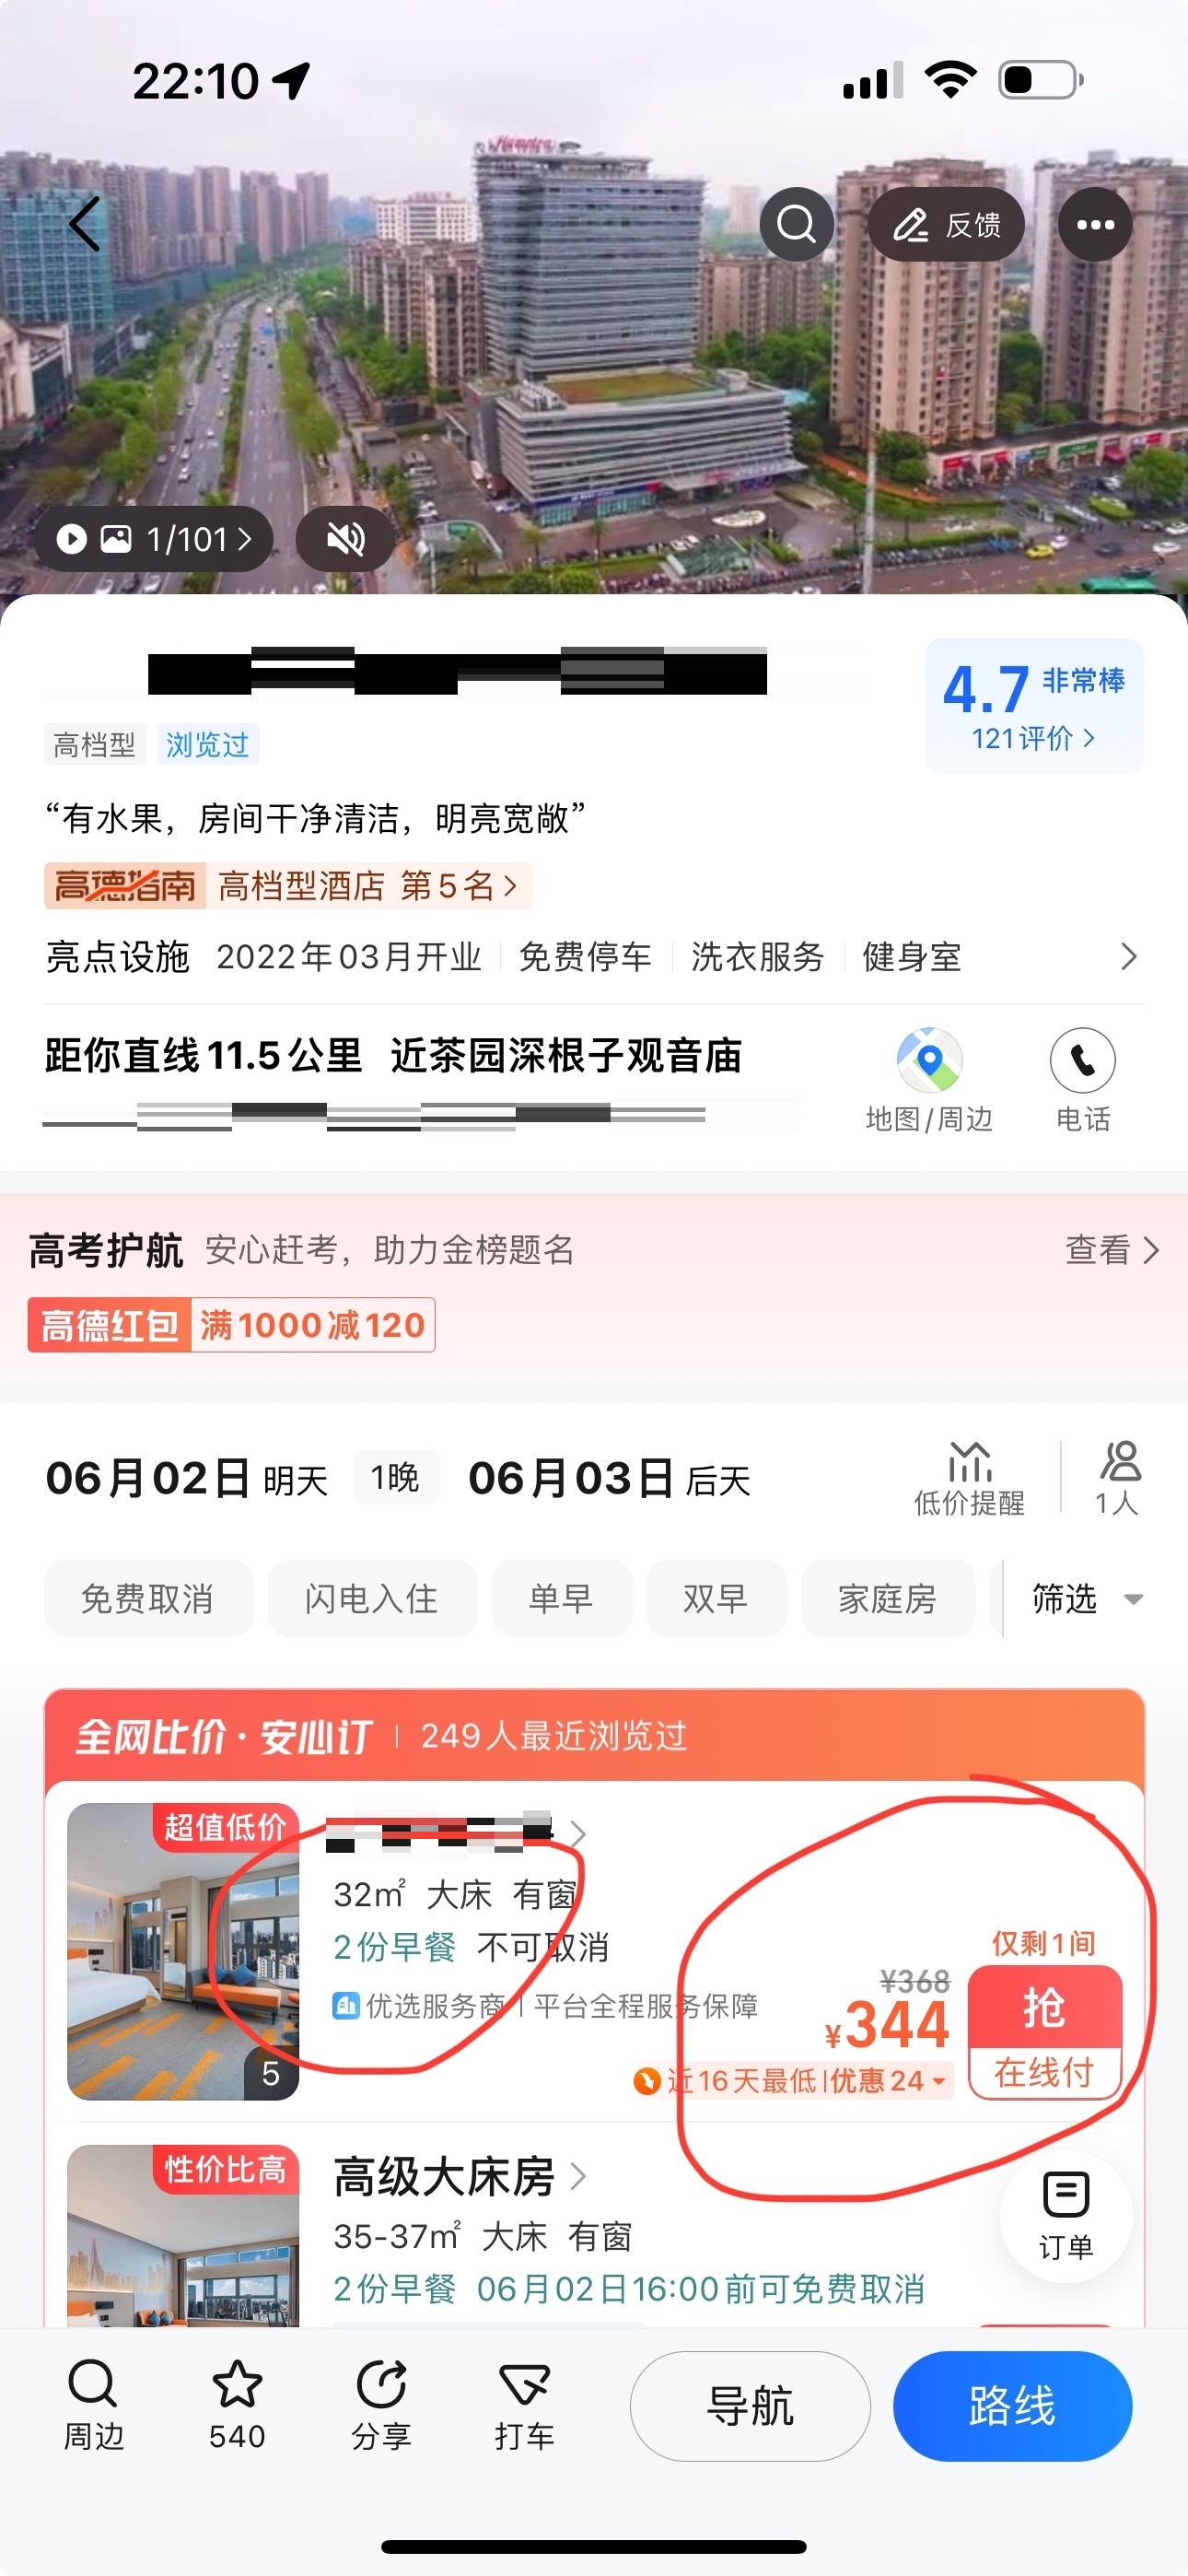 22:10
Hampton
反馈
1/101
4.7 非常棒
121评价
高档型 浏览过
“有水果，房间干净清洁，明亮宽敞”
高德指南 高档型酒店 第5名
亮点设施 2022年03月开业 免费停车 洗衣服务 健身室
距你直线11.5公里 近茶园深根子观音庙
地图/周边 电话
高考护航 安心赶考，助力金榜题名 查看
高德红包 满1000减120
06月02日 明天 1晚 06月03日 后天
低价提醒 1人
免费取消 闪电入住 单早 双早 家庭房 筛选
全网比价·安心订 249人最近浏览过
超值低价
32㎡ 大床 有窗
2份早餐 不可取消
仅剩1间
¥368
优选服务商 平台全程服务保障
¥344 抢
5
近16天最低 优惠24 在线付
性价比高
高级大床房
35-37㎡ 大床 有窗
2份早餐 06月02日16:00前可免费取消
订单
周边 540 分享 打车 导航 路线